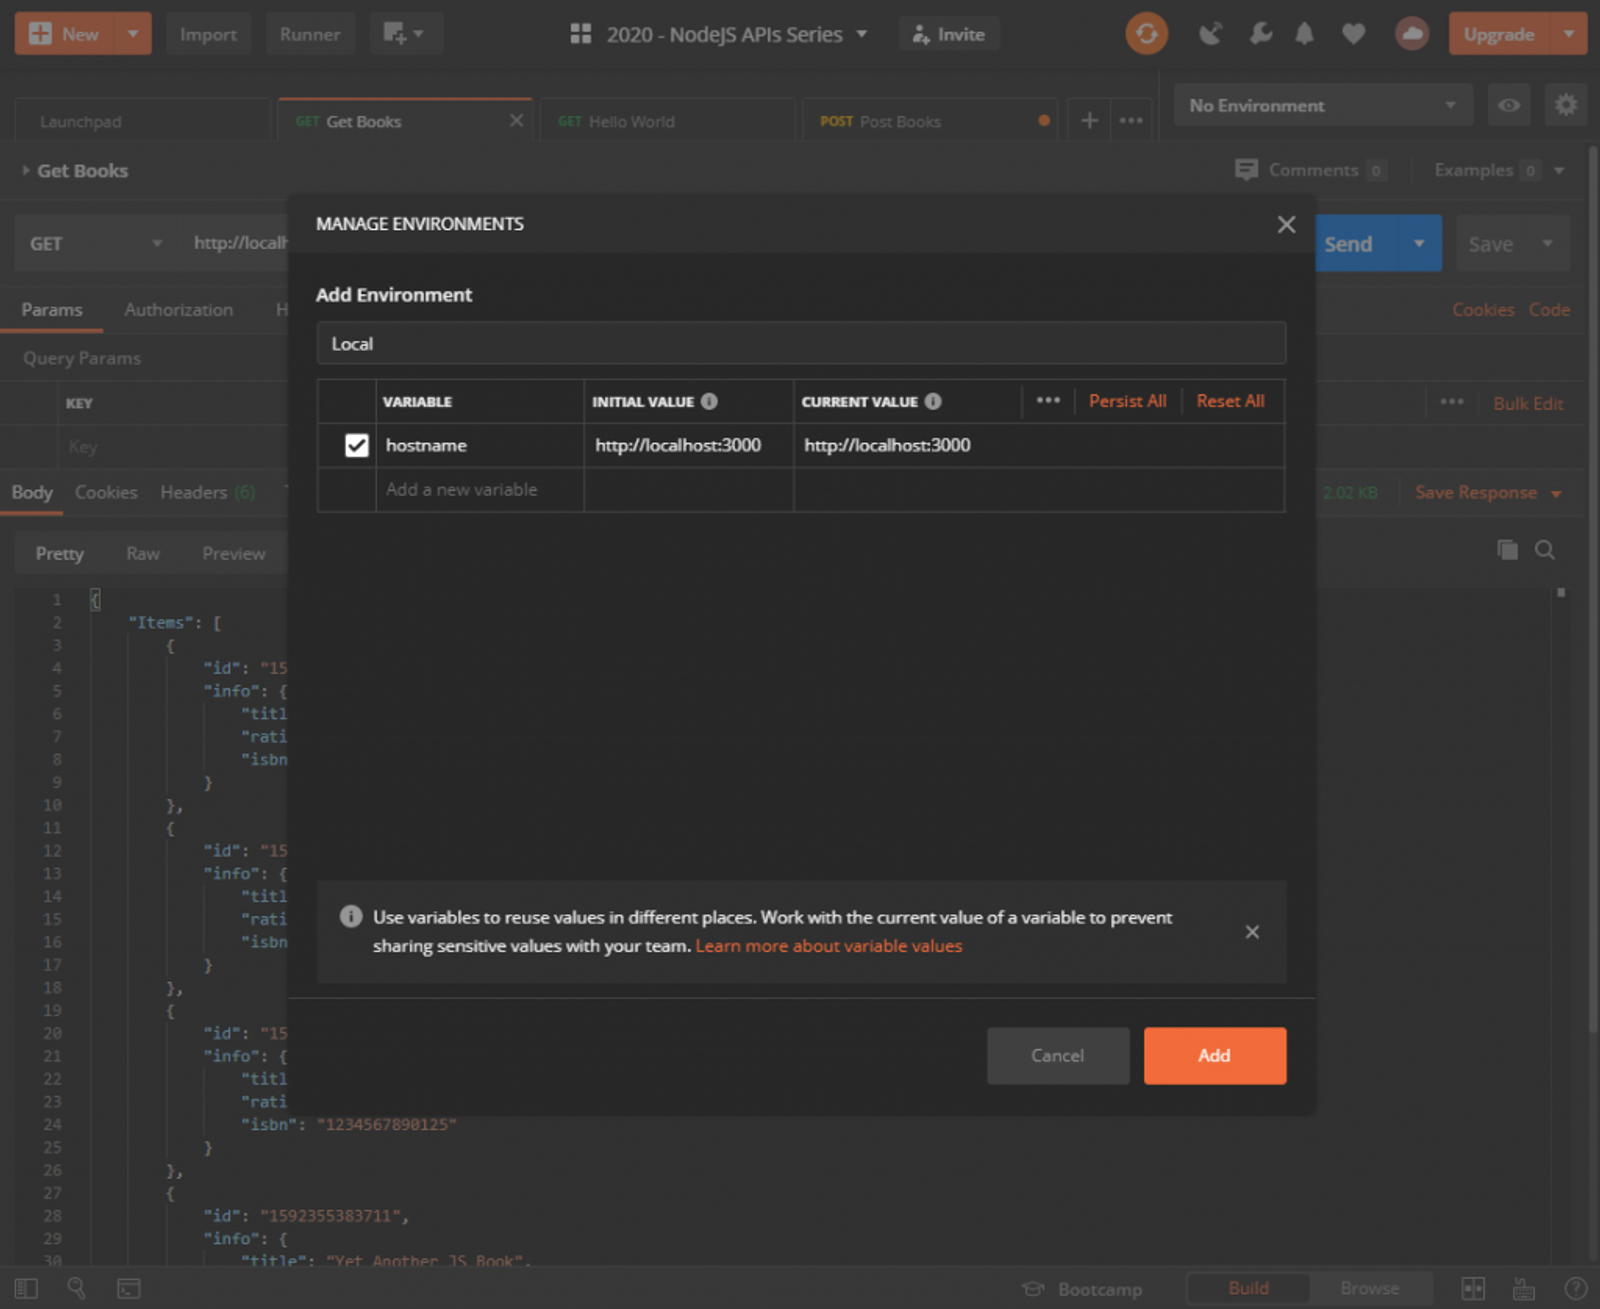 New Import Runner 2020 - NodeJS APIs Series Invite Upgrade
Launchpad GET Get Books GET Hello World POST Post Books No Environment
Get Books Comments 0 Examples 0
GET http://localh Send Save
MANAGE ENVIRONMENTS
Add Environment
Local
VARIABLE INITIAL VALUE CURRENT VALUE Persist All Reset All
hostname http://localhost:3000 http://localhost:3000
Add a new variable
Use variables to reuse values in different places. Work with the current value of a variable to prevent
sharing sensitive values with your team. Learn more about variable values
Cancel Add
Params Authorization H Cookies Code
Query Params
KEY Bulk Edit
Key
Body Cookies Headers (6) 2.02 KB Save Response
Pretty Raw Preview
1 {
2 "Items": [
3 {
4 "id": "15
5 "info": {
6 "titl
7 "rati
8 "isbn
9 }
10 },
11 {
12 "id": "15
13 "info": {
14 "titl
15 "rati
16 "isbn
17 }
18 },
19 {
20 "id": "15
21 "info": {
22 "titl
23 "rati
24 "isbn": "1234567890125"
25 }
26 },
27 {
28 "id": "1592355383711",
29 "info": {
30 "title": "Yet Another JS Book",
Bootcamp Build Browse